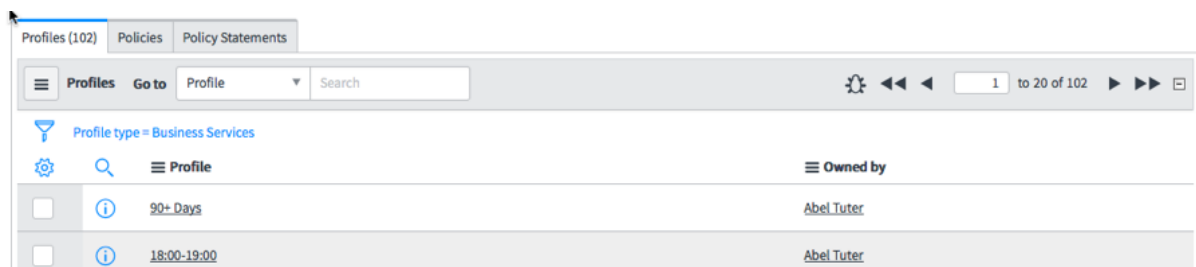 Profiles (102) Policies Policy Statements
Profiles Go to Profile Search 1 to 20 of 102
Profile type = Business Services
Profile Owned by
90+ Days Abel Tuter
18:00-19:00 Abel Tuter